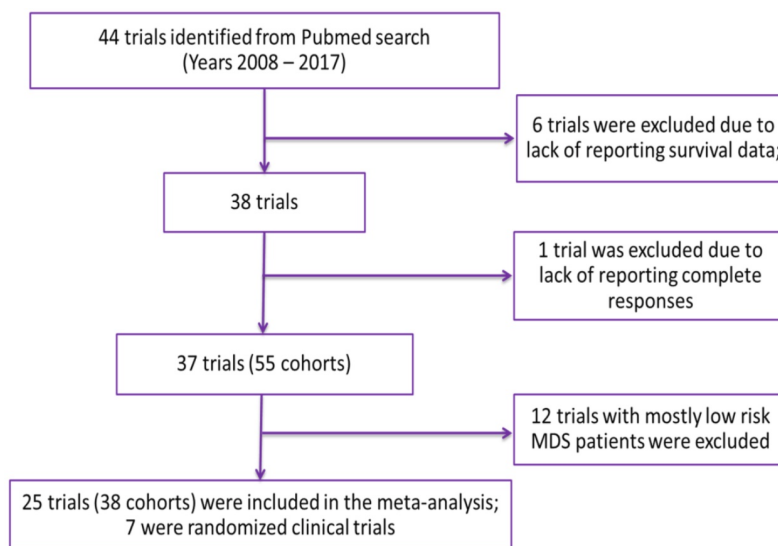 44 trials identified from Pubmed search
(Years 2008 – 2017)
6 trials were excluded due to
lack of reporting survival data;
38 trials
1 trial was excluded due to
lack of reporting complete
responses
37 trials (55 cohorts)
12 trials with mostly low risk
MDS patients were excluded
25 trials (38 cohorts) were included in the meta-analysis;
7 were randomized clinical trials